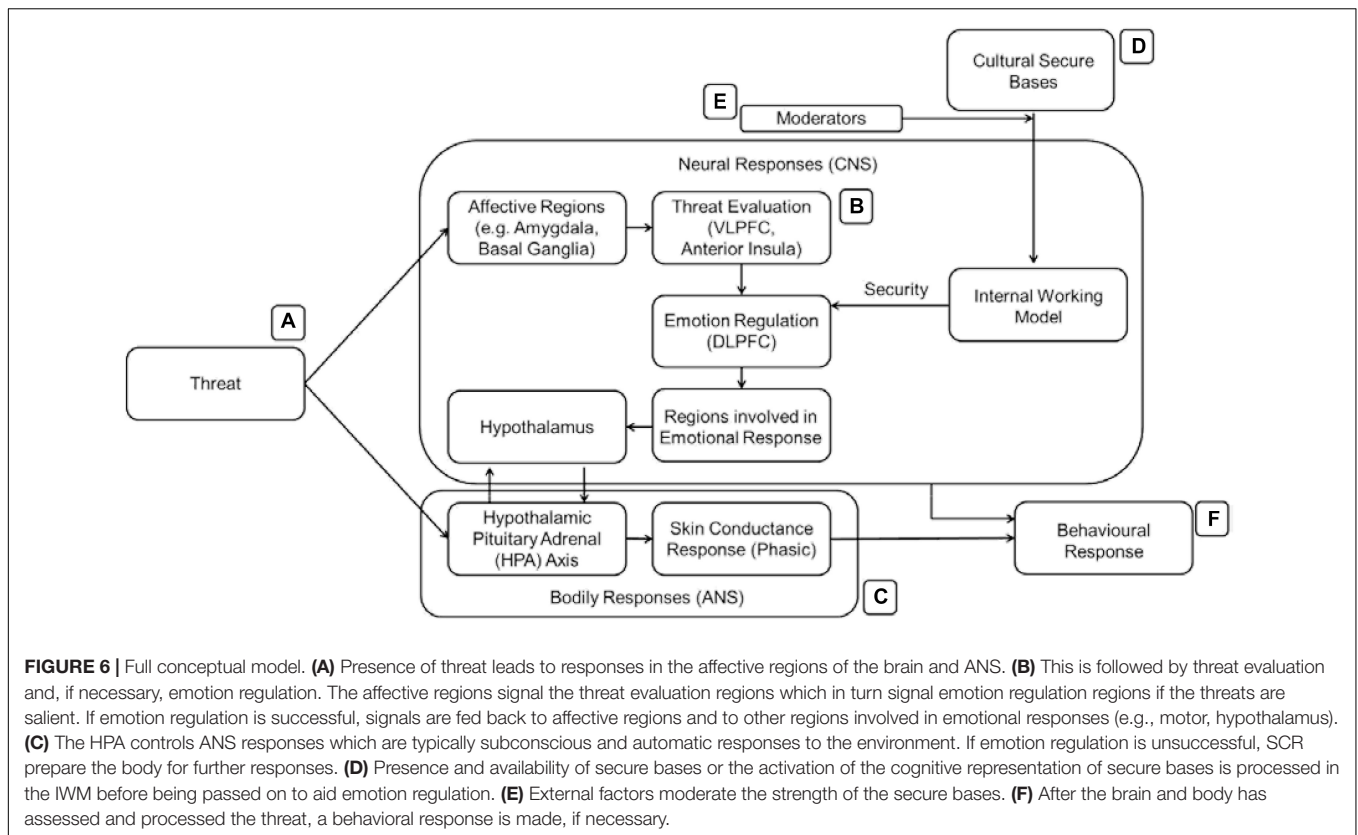 D
Cultural Secure
Bases
E
Moderators
Neural Responses (CNS)
Affective Regions
(e.g. Amygdala,
Basal Ganglia)
Threat Evaluation
(VLPFC,
Anterior Insula)
B
Security
Internal Working
Model
Emotion Regulation
(DLPFC)
A
Threat
Hypothalamus
Regions involved in
Emotional Response
Hypothalamic
Pituitary Adrenal
(HPA) Axis
Skin Conductance
Response (Phasic)
Behavioural
Response
F
Bodily Responses (ANS)
C
FIGURE 6 | Full conceptual model. (A) Presence of threat leads to responses in the affective regions of the brain and ANS. (B) This is followed by threat evaluation
and, if necessary, emotion regulation. The affective regions signal the threat evaluation regions which in turn signal emotion regulation regions if the threats are
salient. If emotion regulation is successful, signals are fed back to affective regions and to other regions involved in emotional responses (e.g., motor, hypothalamus).
(C) The HPA controls ANS responses which are typically subconscious and automatic responses to the environment. If emotion regulation is unsuccessful, SCR
prepare the body for further responses. (D) Presence and availability of secure bases or the activation of the cognitive representation of secure bases is processed in
the IWM before being passed on to aid emotion regulation. (E) External factors moderate the strength of the secure bases. (F) After the brain and body has
assessed and processed the threat, a behavioral response is made, if necessary.